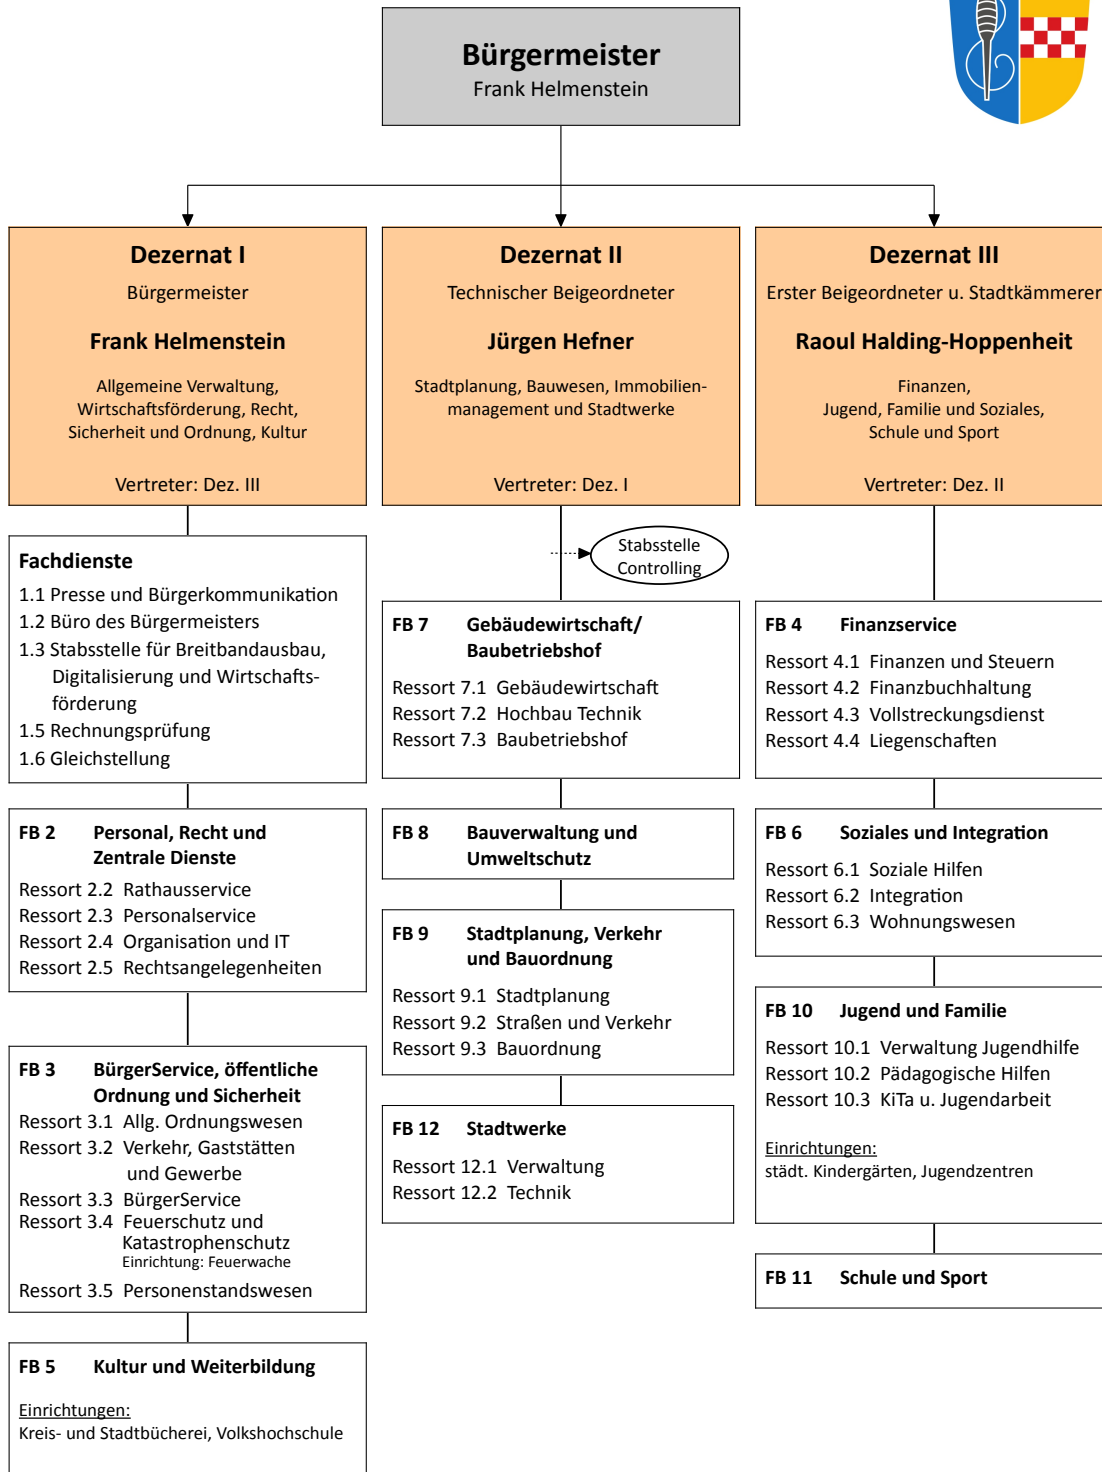 Bürgermeister
Frank Helmenstein
Dezernat I
Bürgermeister
Frank Helmenstein
Allgemeine Verwaltung,
Wirtschaftsförderung, Recht,
Sicherheit und Ordnung, Kultur
Vertreter: Dez. III
Dezernat II
Technischer Beigeordneter
Jürgen Hefner
Stadtplanung, Bauwesen, Immobilien-
management und Stadtwerke
Vertreter: Dez. I
Dezernat III
Erster Beigeordneter u. Stadtkämmerer
Raoul Halding-Hoppenheit
Finanzen,
Jugend, Familie und Soziales,
Schule und Sport
Vertreter: Dez. II
Fachdienste
1.1 Presse und Bürgerkommunikation
1.2 Büro des Bürgermeisters
1.3 Stabsstelle für Breitbandausbau,
Digitalisierung und Wirtschafts-
förderung
1.5 Rechnungsprüfung
1.6 Gleichstellung
FB 2 Personal, Recht und
Zentrale Dienste
Ressort 2.2 Rathausservice
Ressort 2.3 Personalservice
Ressort 2.4 Organisation und IT
Ressort 2.5 Rechtsangelegenheiten
FB 3 BürgerService, öffentliche
Ordnung und Sicherheit
Ressort 3.1 Allg. Ordnungswesen
Ressort 3.2 Verkehr, Gaststätten
und Gewerbe
Ressort 3.3 BürgerService
Ressort 3.4 Feuerschutz und
Katastrophenschutz
Einrichtung: Feuerwache
Ressort 3.5 Personenstandswesen
FB 5 Kultur und Weiterbildung
Einrichtungen:
Kreis- und Stadtbücherei, Volkshochschule
Stabsstelle
Controlling
FB 7 Gebäudewirtschaft/
Baubetriebshof
Ressort 7.1 Gebäudewirtschaft
Ressort 7.2 Hochbau Technik
Ressort 7.3 Baubetriebshof
FB 8 Bauverwaltung und
Umweltschutz
FB 9 Stadtplanung, Verkehr
und Bauordnung
Ressort 9.1 Stadtplanung
Ressort 9.2 Straßen und Verkehr
Ressort 9.3 Bauordnung
FB 12 Stadtwerke
Ressort 12.1 Verwaltung
Ressort 12.2 Technik
FB 4 Finanzservice
Ressort 4.1 Finanzen und Steuern
Ressort 4.2 Finanzbuchhaltung
Ressort 4.3 Vollstreckungsdienst
Ressort 4.4 Liegenschaften
FB 6 Soziales und Integration
Ressort 6.1 Soziale Hilfen
Ressort 6.2 Integration
Ressort 6.3 Wohnungswesen
FB 10 Jugend und Familie
Ressort 10.1 Verwaltung Jugendhilfe
Ressort 10.2 Pädagogische Hilfen
Ressort 10.3 KiTa u. Jugendarbeit
Einrichtungen:
städt. Kindergärten, Jugendzentren
FB 11 Schule und Sport